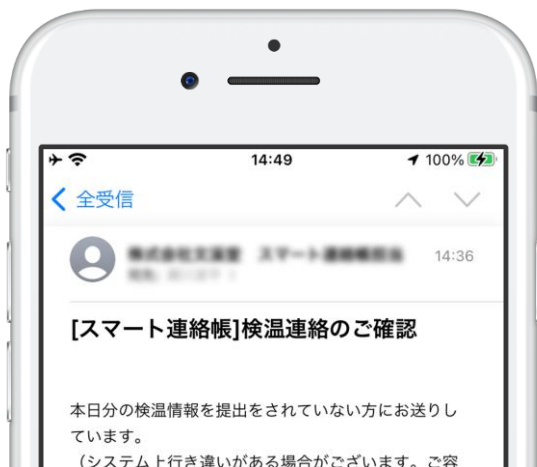 14:49
100%
全受信
14:36
[スマート連絡帳]検温連絡のご確認
本日分の検温情報を提出をされていない方にお送りし
ています。
（システム上行き違いがある場合がございます。ご容